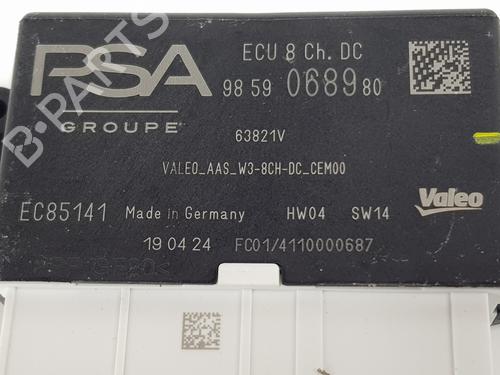 PSA
GROUPE
ECU 8 Ch. DC
98 59 0689 80
63821V
VALEO_AAS_W3-8CH-DC_CEM00
EC85141 Made in Germany HW04 SW14
Valeo
19 04 24 FC01/4110000687
B-PARTS